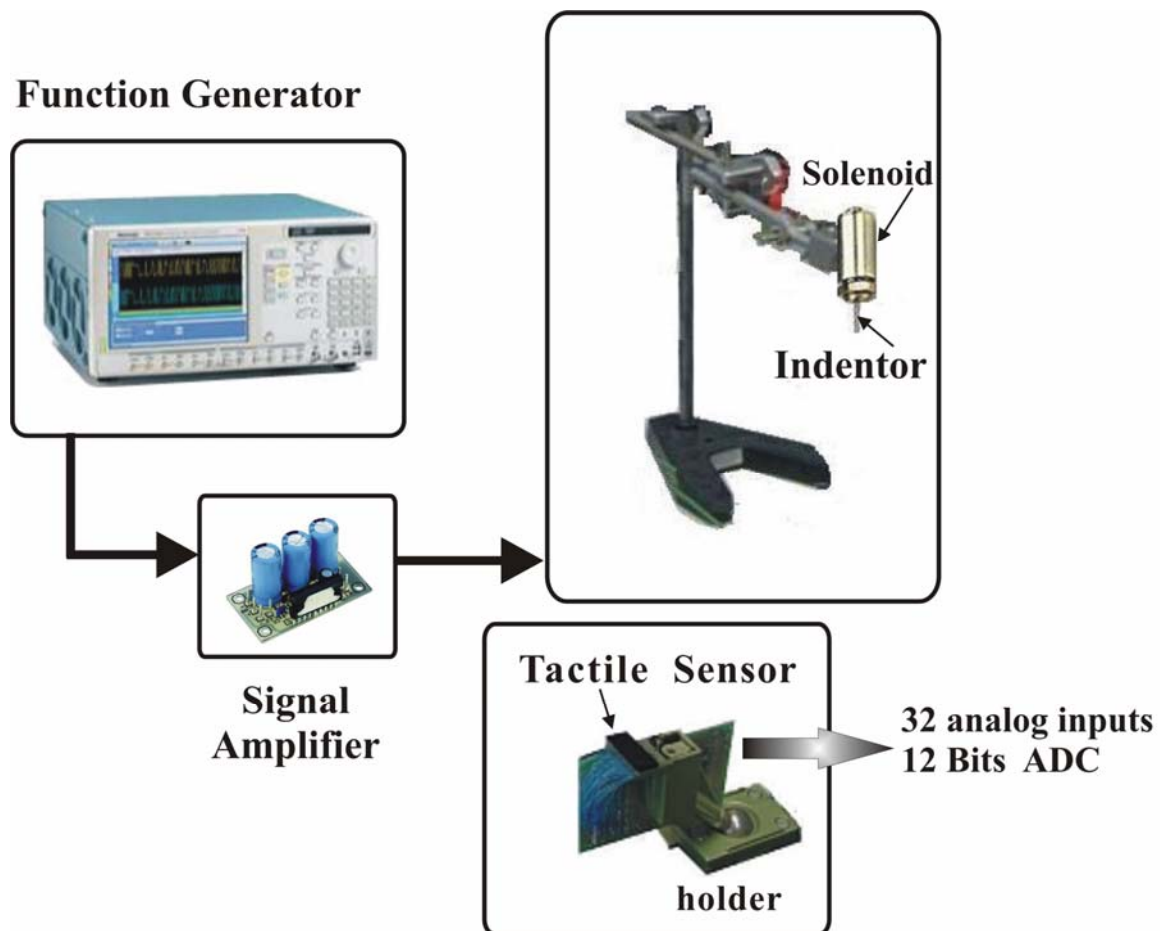 Function Generator
Solenoid
Indentor
Signal
Amplifier
Tactile Sensor
32 analog inputs
12 Bits ADC
holder